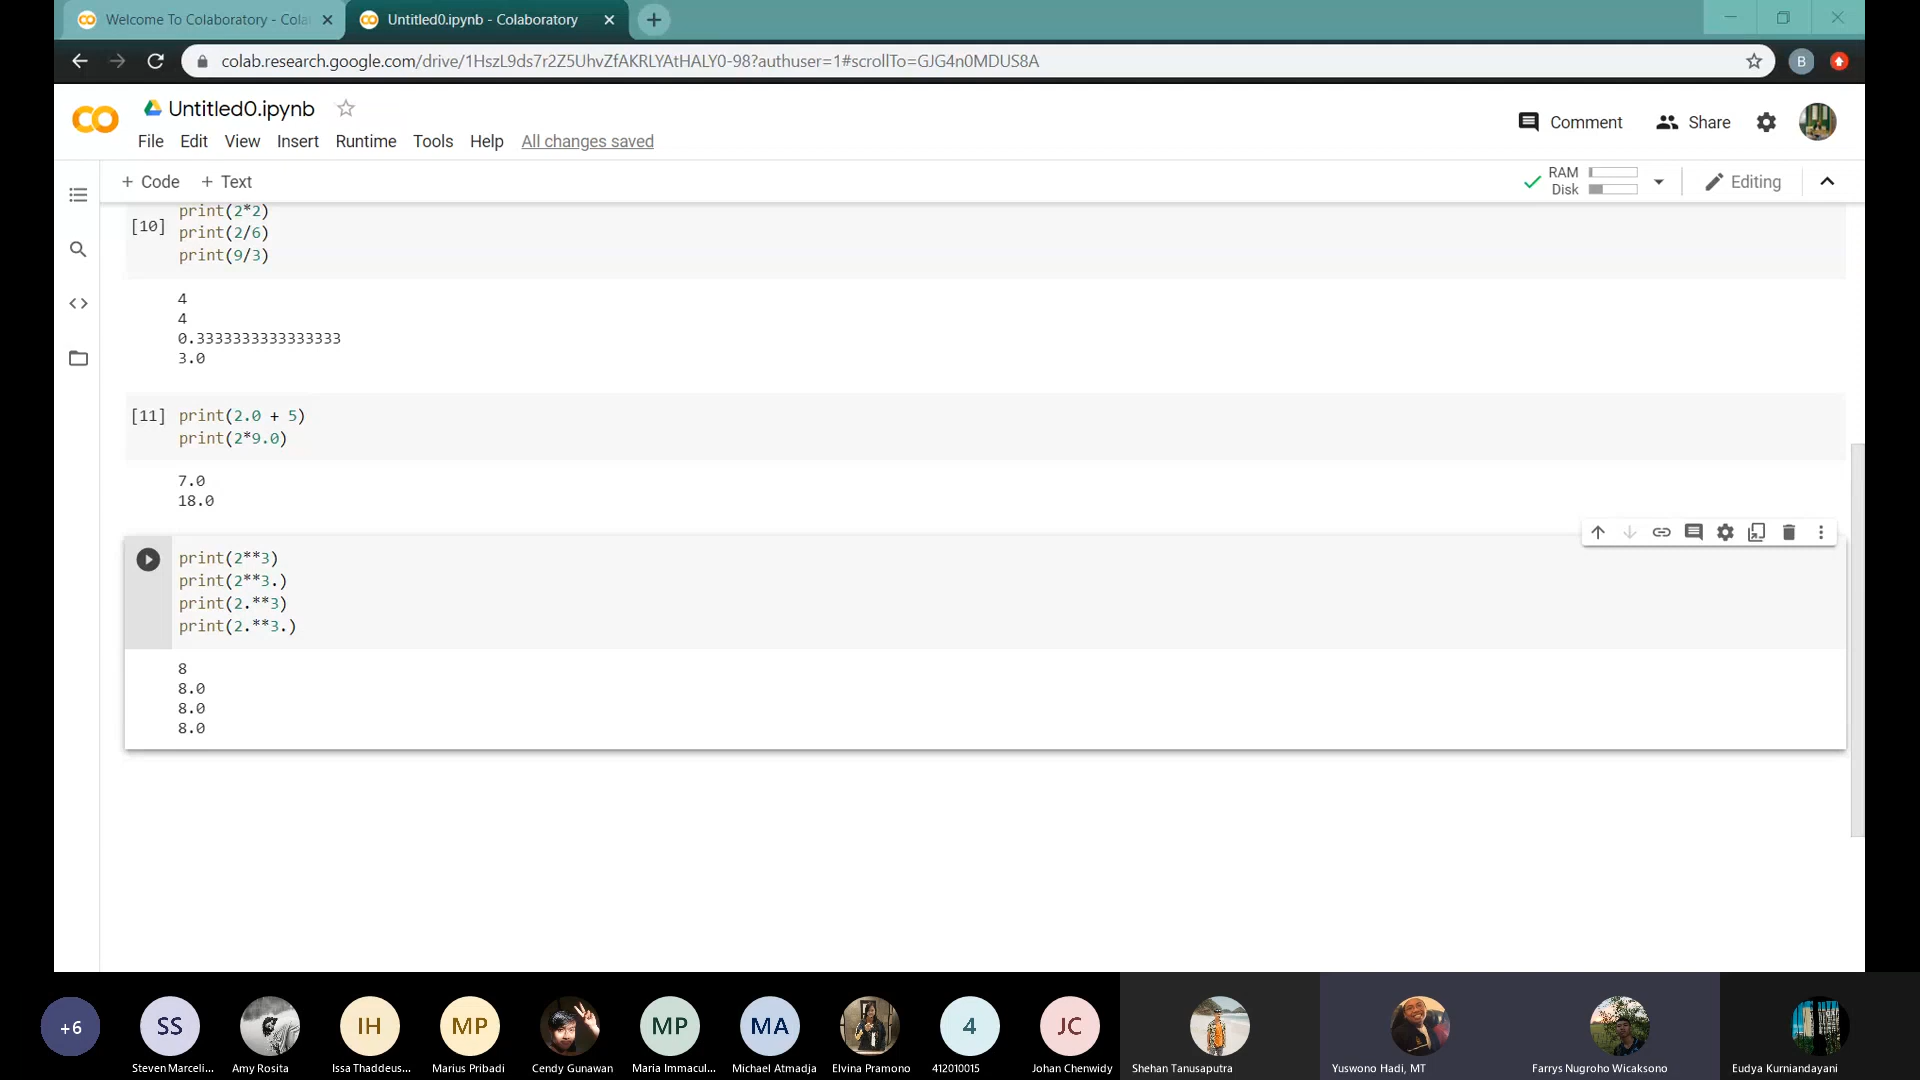 Welcome To Colaboratory - Cola
Untitled0.ipynb - Colaboratory
colab.research.google.com/drive/1HszL9ds7r2Z5UhvZfAKRLYAtHALY0-98?authuser=1#scrollTo=GJG4n0MDUS8A
B
Untitled0.ipynb
File Edit View Insert Runtime Tools Help All changes saved
Comment
Share
+ Code + Text
RAM
Disk
Editing
[10]
print(2*2)
print(2/6)
print(9/3)
4
4
0.3333333333333333
3.0
[11]
print(2.0 + 5)
print(2*9.0)
7.0
18.0
print(2**3)
print(2**3.)
print(2.**3)
print(2.**3.)
8
8.0
8.0
8.0
+6
SS
IH
MP
MP
MA
4
JC
Steven Marceli...
Amy Rosita
Issa Thaddeus...
Marius Pribadi
Cendy Gunawan
Maria Immacul...
Michael Atmadja
Elvina Pramono
412010015
Johan Chenwidy
Shehan Tanusaputra
Yuswono Hadi, MT
Farrys Nugroho Wicaksono
Eudya Kurniandayani